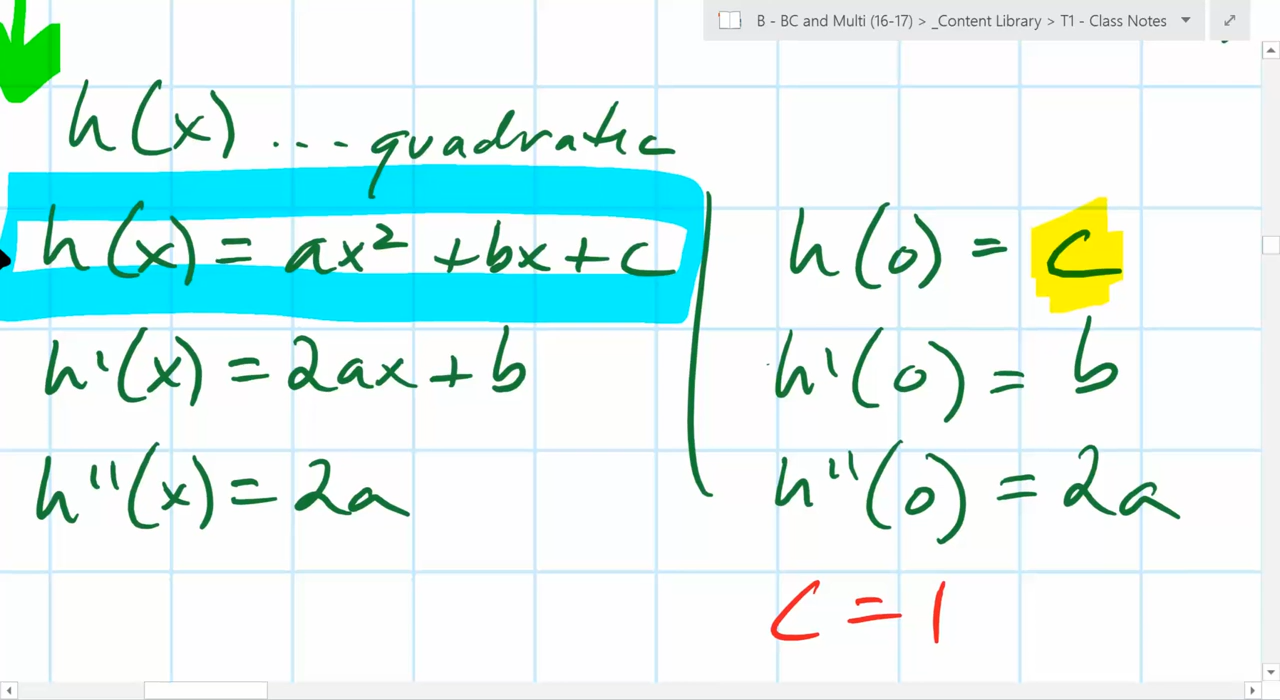 B - BC and Multi (16-17) > _Content Library > T1 - Class Notes
h(x) ... quadratic
h(x) = ax² + bx + c
h'(x) = 2ax + b
h''(x) = 2a
h(0) = c
h'(0) = b
h''(0) = 2a
c = 1